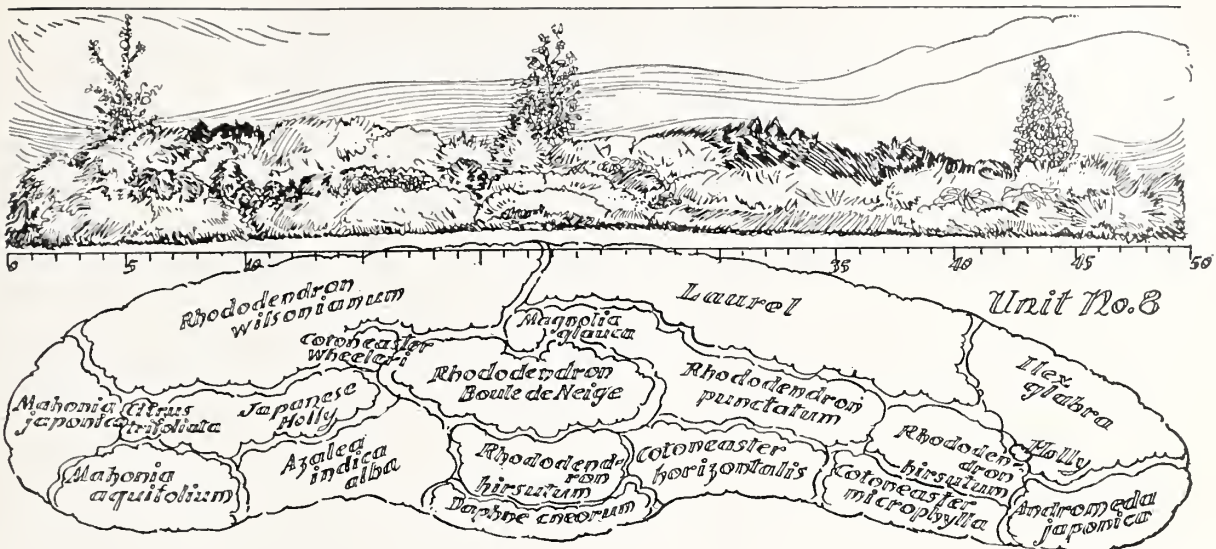 0 5 10 35 40 45 50
Unit No.8
Rhododendron
wilsonianum
Laurel
Magnolia
glauca
Cotoneaster
Wheeleri
Rhododendron
Boule de Neige
Rhododendron
punctatum
Ilex
glabra
Mahonia
japonica
Citrus
trifoliata
Japanese
Holly
Azalea
indica
alba
Mahonia
aquifolium
Rhododend-
ron
hirsutum
Daphne cneorum
Cotoneaster
horizontalis
Rhododen-
dron
hirsutum
Cotoneaster
microphylla
Holly
Andromeda
japonica